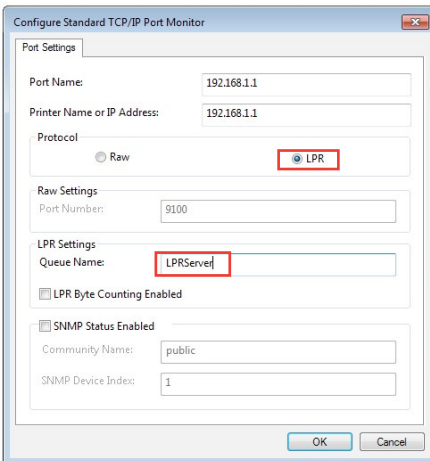 Configure Standard TCP/IP Port Monitor
Port Settings
Port Name: 192.168.1.1
Printer Name or IP Address: 192.168.1.1
Protocol
Raw LPR
Raw Settings
Port Number: 9100
LPR Settings
Queue Name: LPRServer
LPR Byte Counting Enabled
SNMP Status Enabled
Community Name: public
SNMP Device Index: 1
OK Cancel